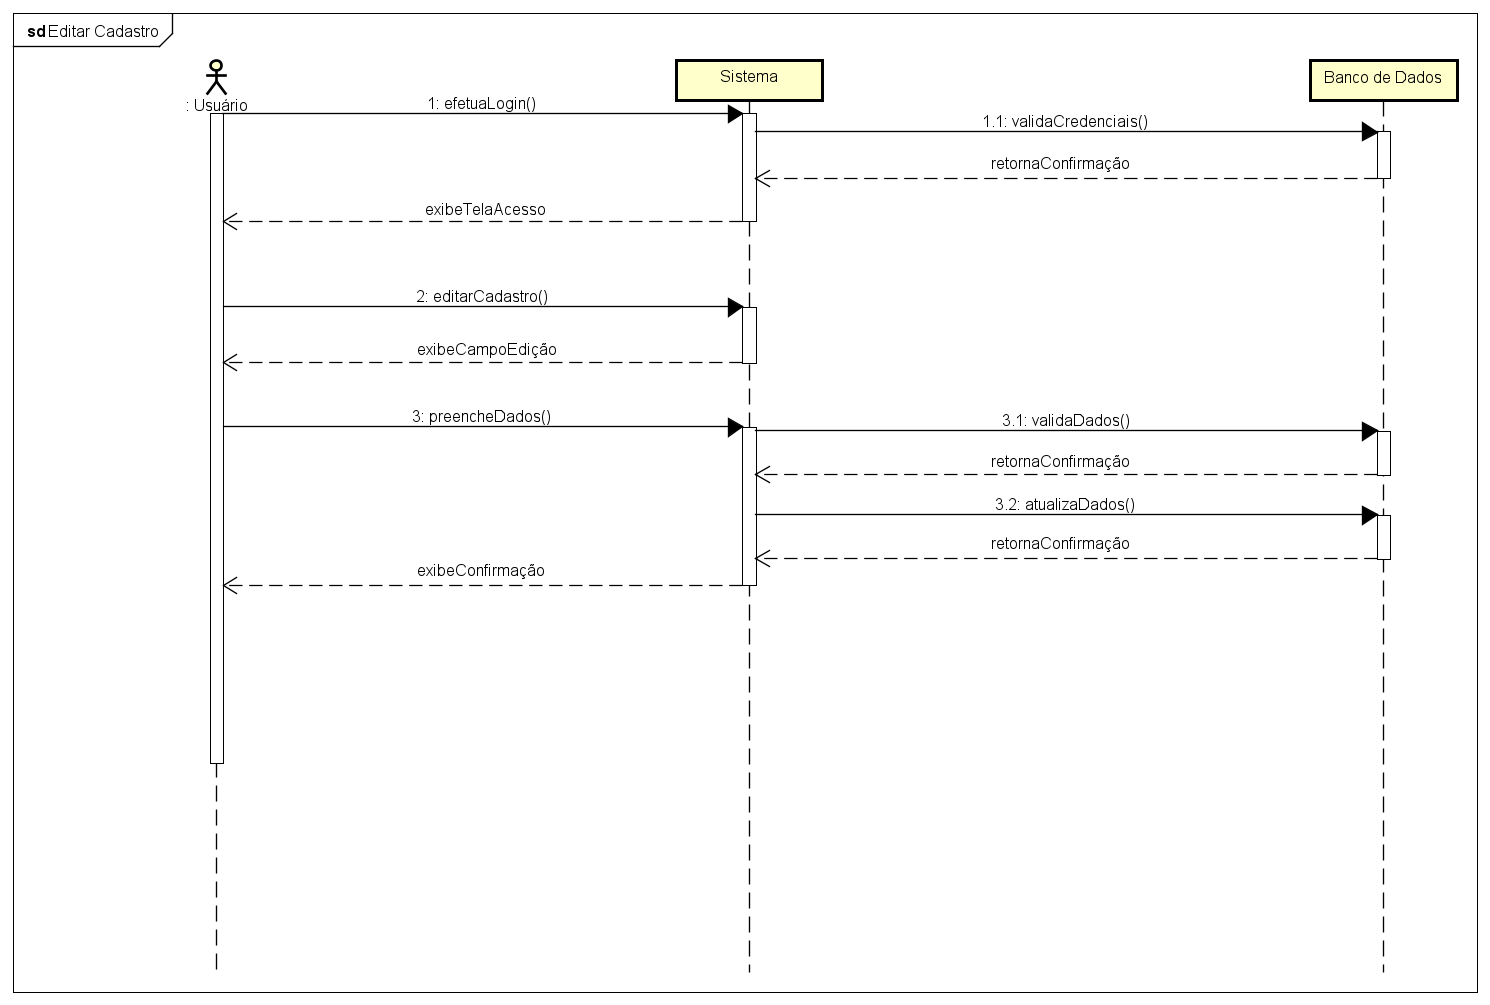 sd Editar Cadastro
Sistema
Banco de Dados
: Usuário
1: efetuaLogin()
1.1: validaCredenciais()
retornaConfirmação
exibeTelaAcesso
2: editarCadastro()
exibeCampoEdição
3: preencheDados()
3.1: validaDados()
retornaConfirmação
3.2: atualizaDados()
retornaConfirmação
exibeConfirmação